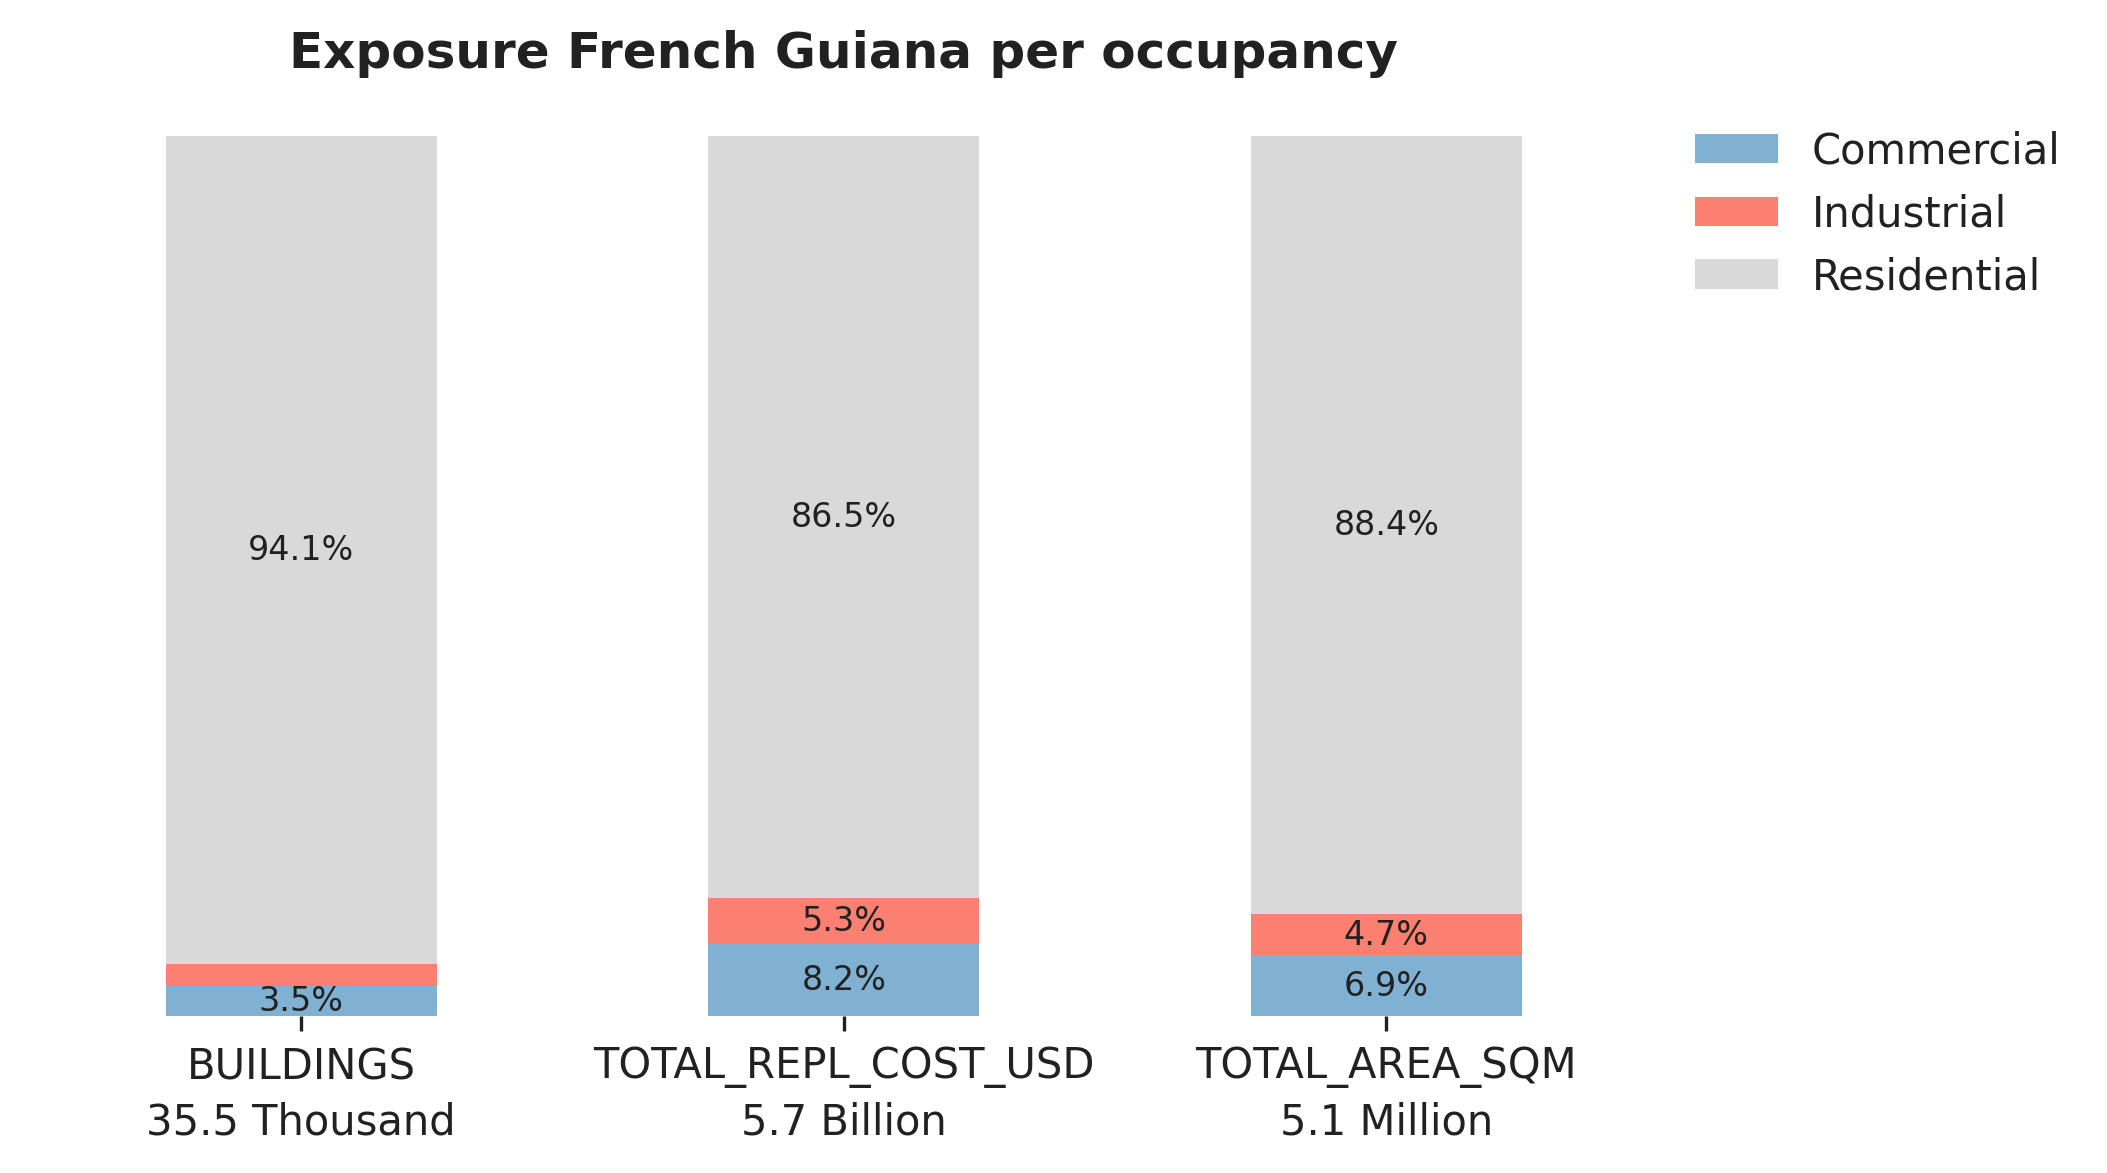 Exposure French Guiana per occupancy
Commercial
Industrial
Residential
94.1%
86.5%
88.4%
5.3%
4.7%
3.5%
8.2%
6.9%
BUILDINGS
35.5 Thousand
TOTAL_REPL_COST_USD
5.7 Billion
TOTAL_AREA_SQM
5.1 Million